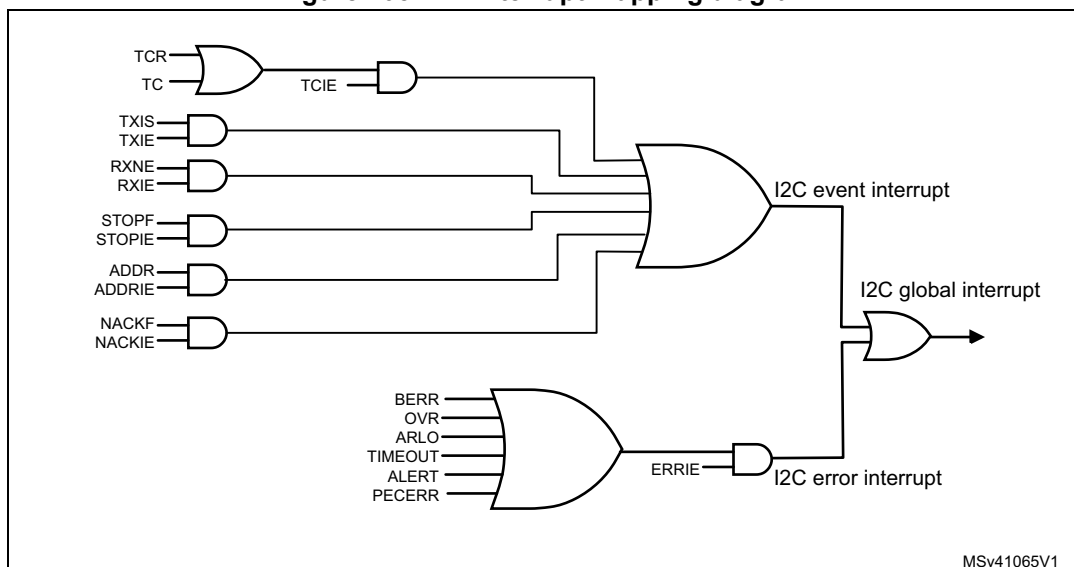 TCR
TC
TCIE
TXIS
TXIE
RXNE
RXIE
STOPF
STOPIE
ADDR
ADDRIE
NACKF
NACKIE
I2C event interrupt
I2C global interrupt
BERR
OVR
ARLO
TIMEOUT
ALERT
PECERR
ERRIE
I2C error interrupt
MSv41065V1